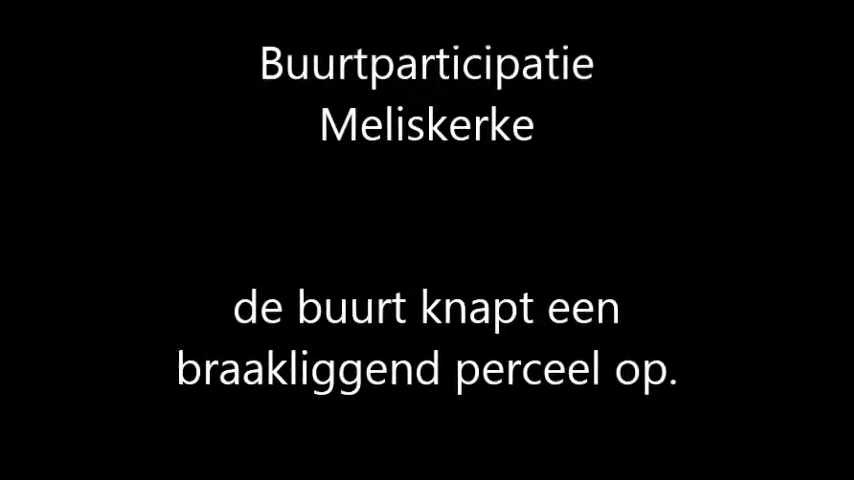 Buurtparticipatie
Meliskerke
de buurt knapt een
braakliggend perceel op.